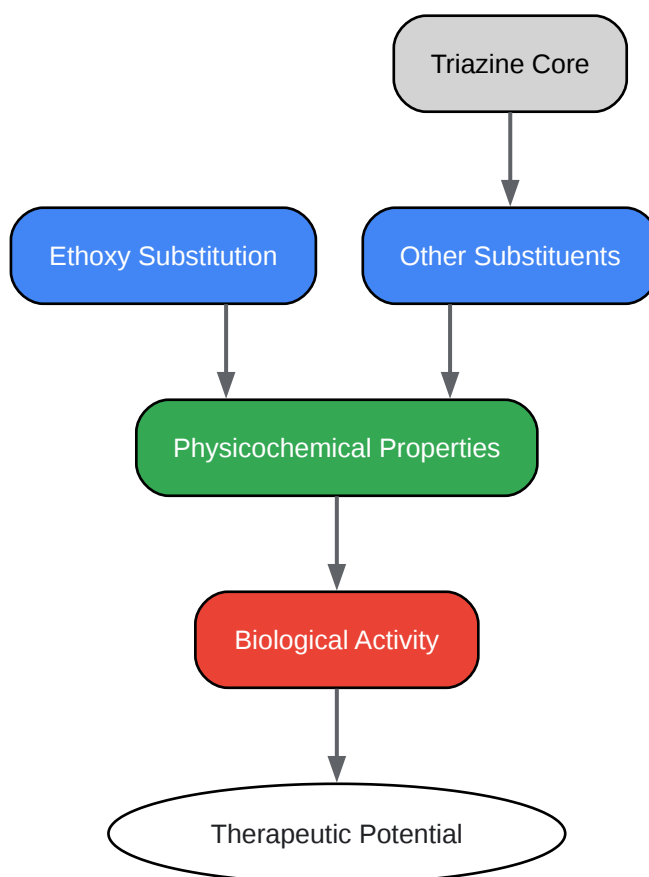 Triazine Core
Ethoxy Substitution
Other Substituents
Physicochemical Properties
Biological Activity
Therapeutic Potential